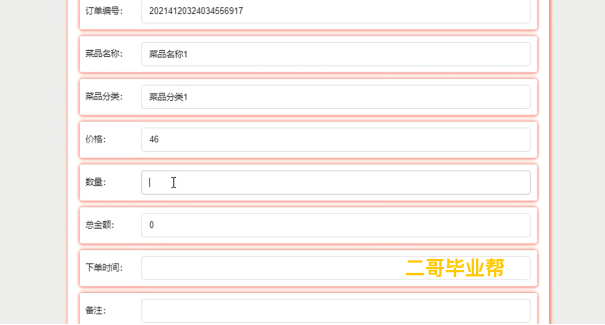 订单编号： 20214120324034556917
菜品名称： 菜品名称1
菜品分类： 菜品分类1
价格： 46
数量：
总金额： 0
下单时间：
二哥毕业帮
备注：